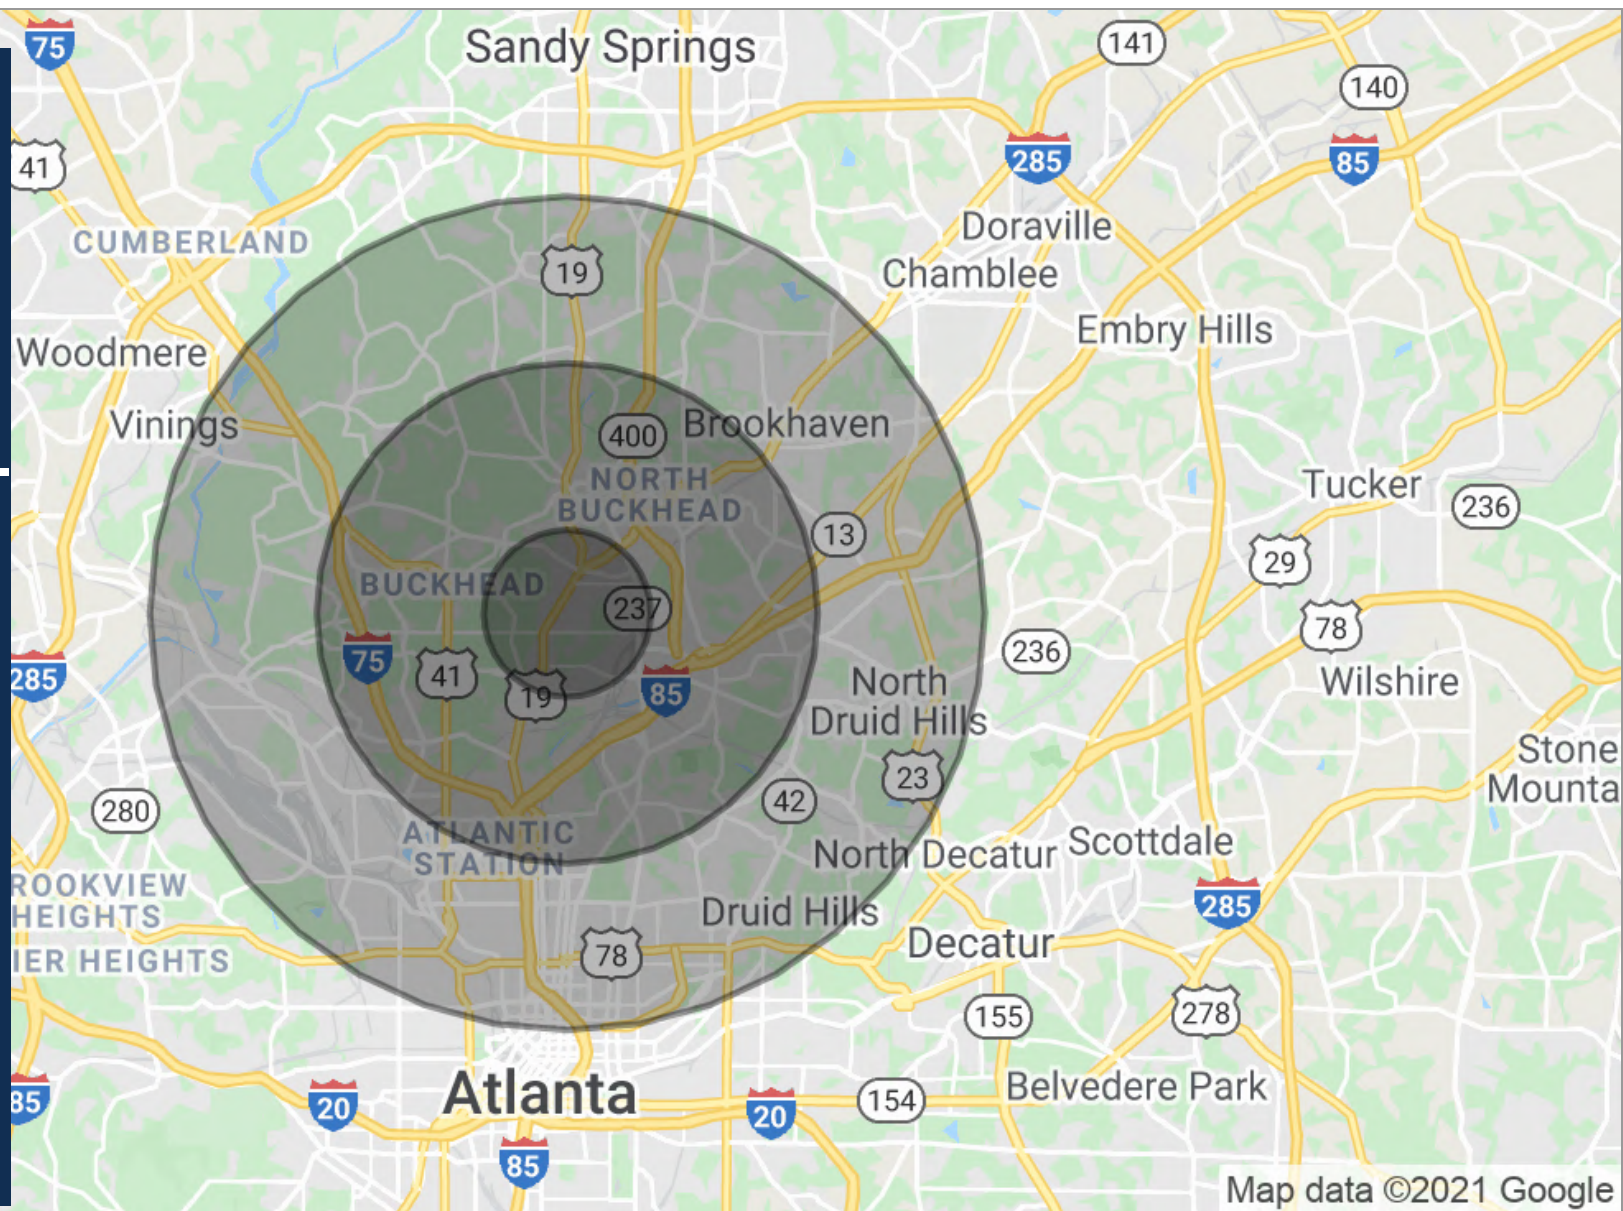 75
Sandy Springs
141
140
41
285
85
CUMBERLAND
Doraville
19
Chamble​e
Embry Hills
Woodmere
Vinings
400
Brookhaven
NORTH
BUCKHEAD
Tucker
236
13
29
BUCKHEAD
237
78
75
41
19
85
285
236
North
Druid Hills
Wilshire
23
Stone
Mounta
280
42
ATLANTIC
STATION
North Decatur
Scottdale
ROOKVIEW
HEIGHTS
285
Druid Hills
Decatur
IER HEIGHTS
78
155
278
85
20
Atlanta
20
154
Belvedere Park
85
Map data ©2021 Google